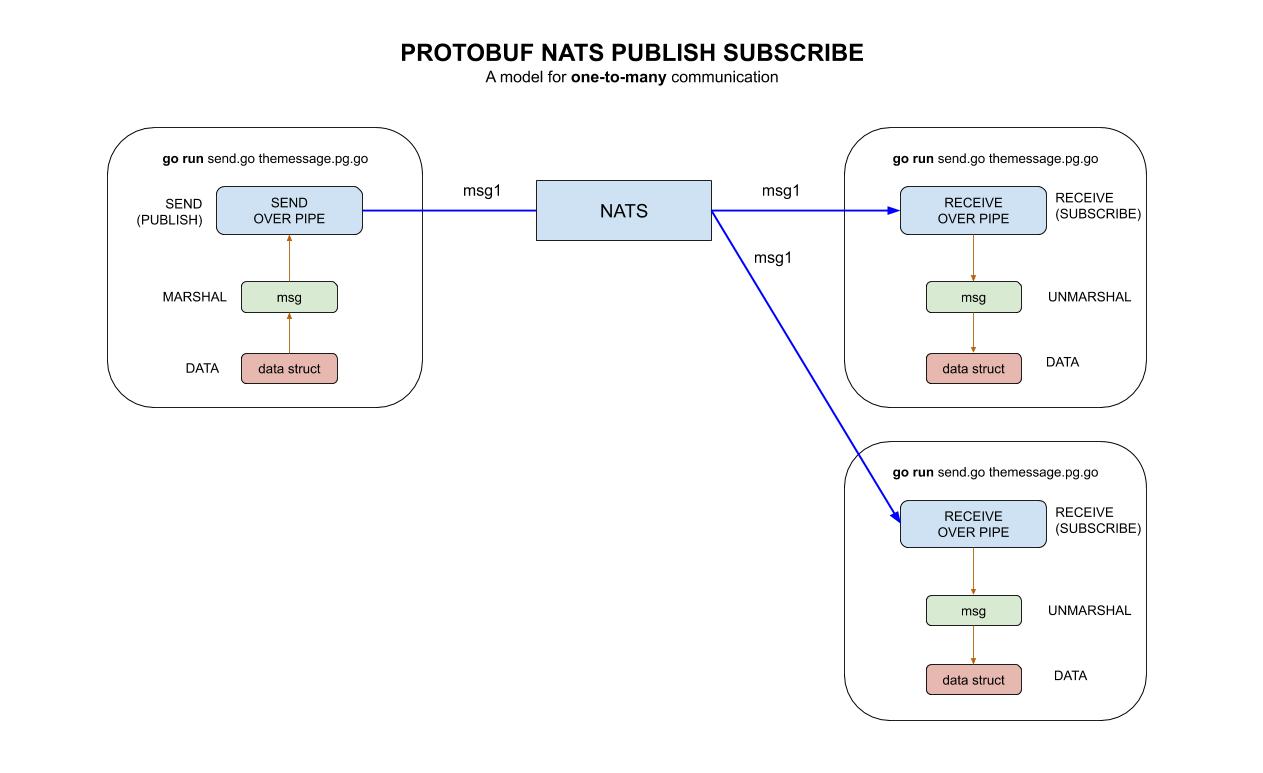 PROTOBUF NATS PUBLISH SUBSCRIBE
A model for one-to-many communication
go run send.go themessage.pg.go
SEND
(PUBLISH)
SEND
OVER PIPE
MARSHAL
msg
DATA
data struct
msg1
NATS
msg1
msg1
go run send.go themessage.pg.go
RECEIVE
OVER PIPE
RECEIVE
(SUBSCRIBE)
msg
UNMARSHAL
data struct
DATA
go run send.go themessage.pg.go
RECEIVE
OVER PIPE
RECEIVE
(SUBSCRIBE)
msg
UNMARSHAL
data struct
DATA